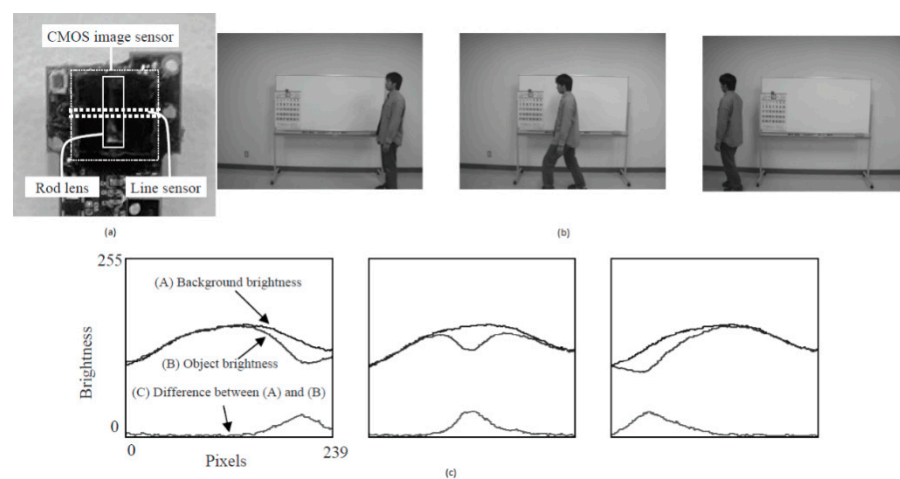 CMOS image sensor
Rod lens
Line sensor
(a)
(b)
255
(A) Background brightness
(B) Object brightness
(C) Difference between (A) and (B)
Brightness
0
0
239
Pixels
(c)